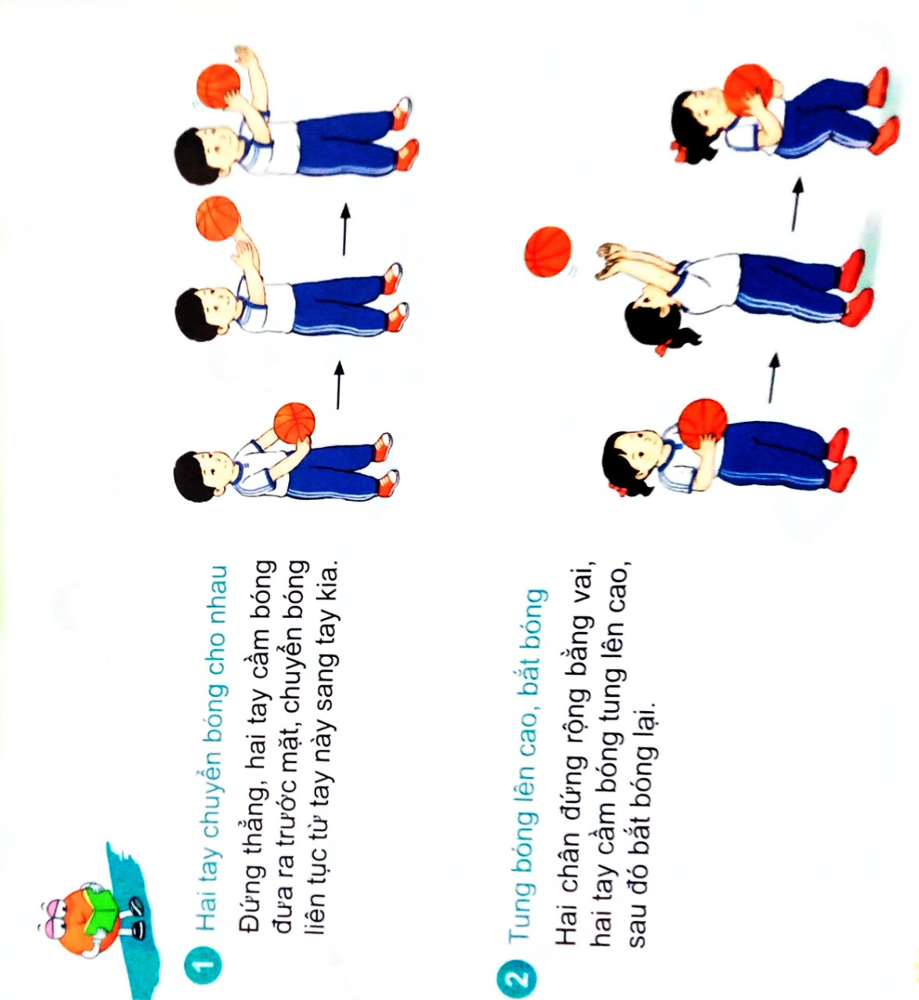 1 Hai tay chuyển bóng cho nhau
Đứng thẳng, hai tay cầm bóng
đưa ra trước mặt, chuyển bóng
liên tục từ tay này sang tay kia.
2 Tung bóng lên cao, bắt bóng
Hai chân đứng rộng bằng vai,
hai tay cầm bóng tung lên cao,
sau đó bắt bóng lại.